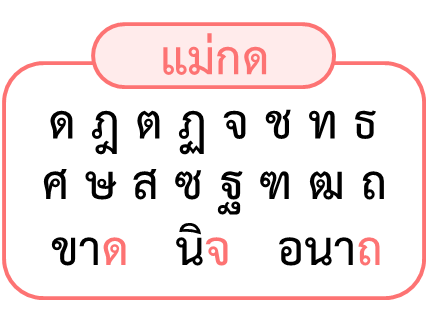 แม่กด
ด ฎ ต ฏ จ ช ท ธ
ศ ษ ส ซ ฐ ฑ ฒ ถ
ขาด นิจ อนาถ